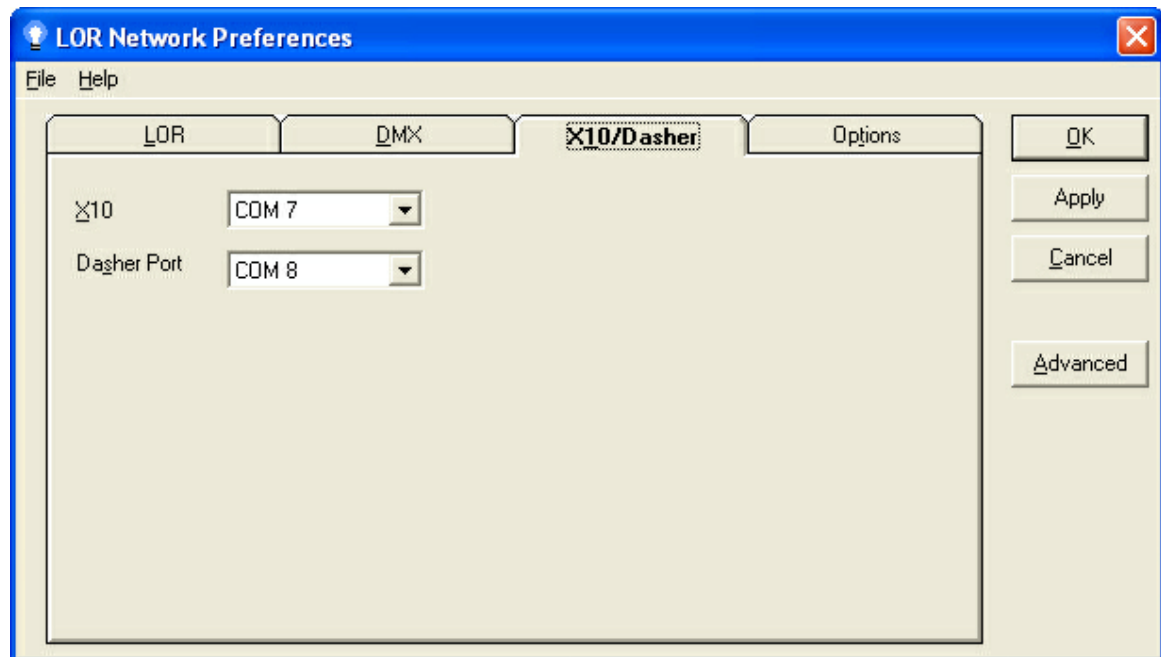 LOR Network Preferences
File Help
LOR DMX X10/Dasher Options
OK
X10 COM 7
Apply
Dasher Port COM 8
Cancel
Advanced